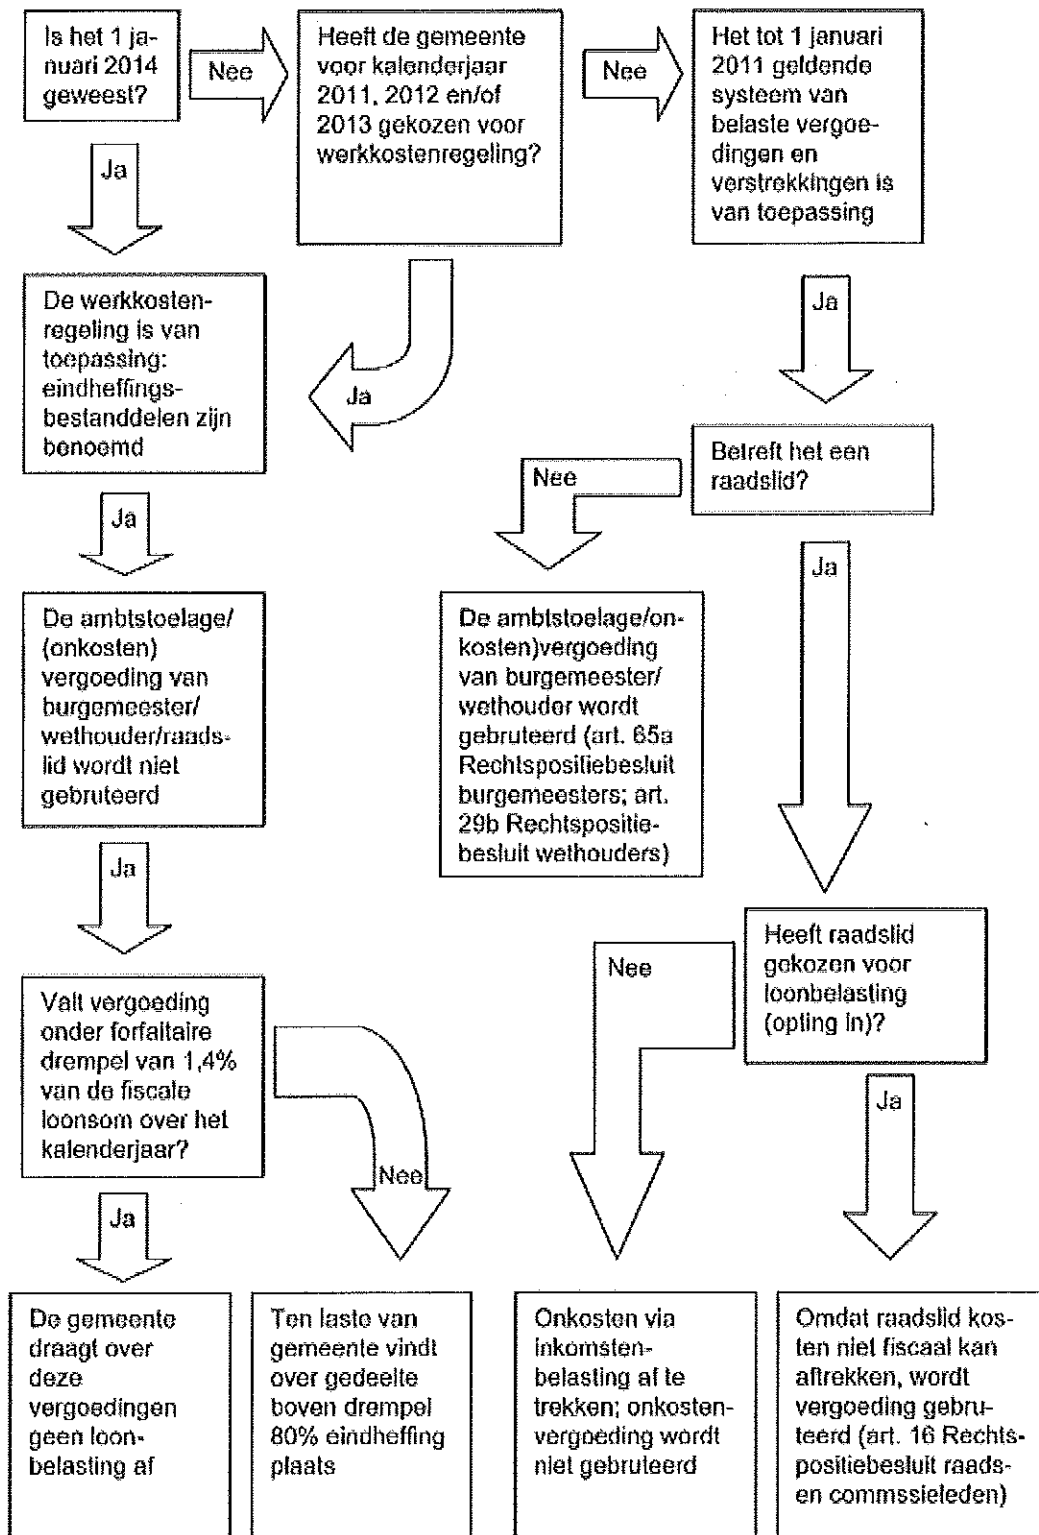 Is het 1 ja-
nuari 2014
geweest?
Nee
Heeft de gemeente
voor kalenderjaar
2011, 2012 en/of
2013 gekozen voor
werkkostenregeling?
Nee
Het tot 1 januari
2011 geldende
systeem van
belaste vergoe-
dingen en
verstrekkingen is
van toepassing
Ja
De werkkosten-
regeling is van
toepassing:
eindheffings-
bestanddelen zijn
benoemd
Ja
Ja
Betreft het een
raadslid?
Nee
Ja
Ja
De ambtstoelage/
(onkosten)
vergoeding van
burgemeester/
wethouder/raads-
lid wordt niet
gebruteerd
De ambtstoelage/on-
kosten)vergoeding
van burgemeester/
wethouder wordt
gebruteerd (art. 65a
Rechtspositiebesluit
burgemeesters; art.
29b Rechtspositie-
besluit wethouders)
Ja
Heeft raadslid
gekozen voor
loonbelasting
(opting in)?
Nee
Valt vergoeding
onder forfaitaire
drempel van 1,4%
van de fiscale
loonsom over het
kalenderjaar?
Nee
Ja
Ja
De gemeente
draagt over
deze
vergoedingen
geen loon-
belasting af
Ten laste van
gemeente vindt
over gedeelte
boven drempel
80% eindheffing
plaats
Onkosten via
inkomsten-
belasting af te
trekken; onkosten-
vergoeding wordt
niet gebruteerd
Omdat raadslid kos-
ten niet fiscaal kan
aftrekken, wordt
vergoeding gebru-
teerd (art. 16 Rechts-
positiebesluit raads-
en commssieleden)